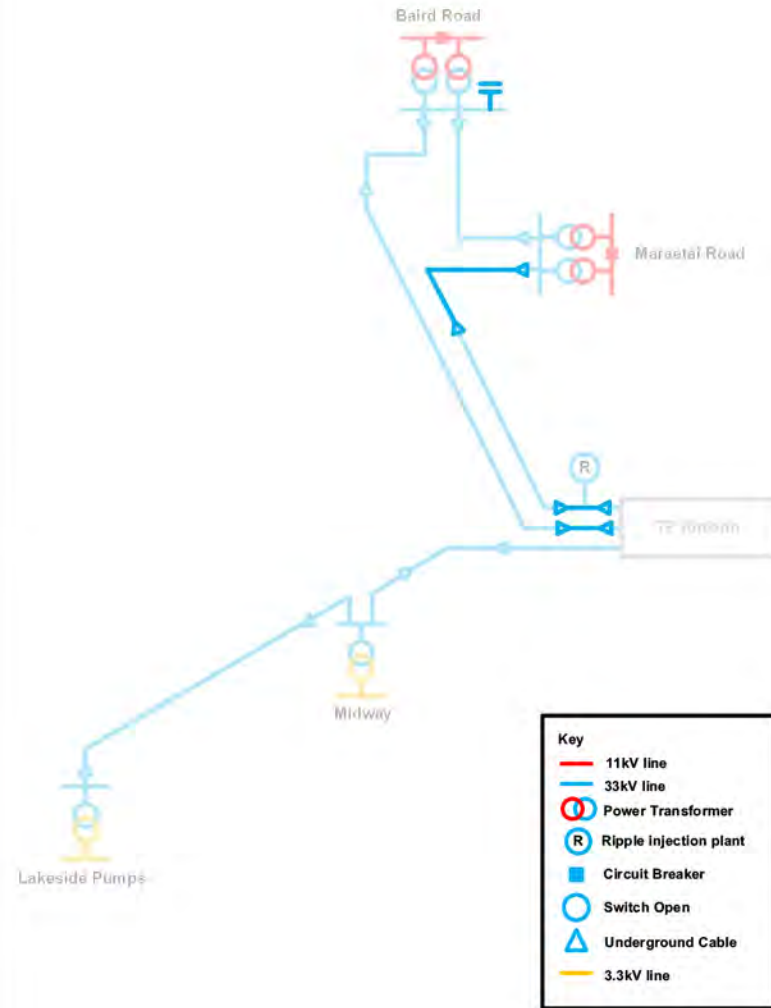 Baird Road
Maraetai Road
R
Midway
Lakeside Pumps
Key
11kV line
33kV line
Power Transformer
R Ripple injection plant
Circuit Breaker
Switch Open
Underground Cable
3.3kV line